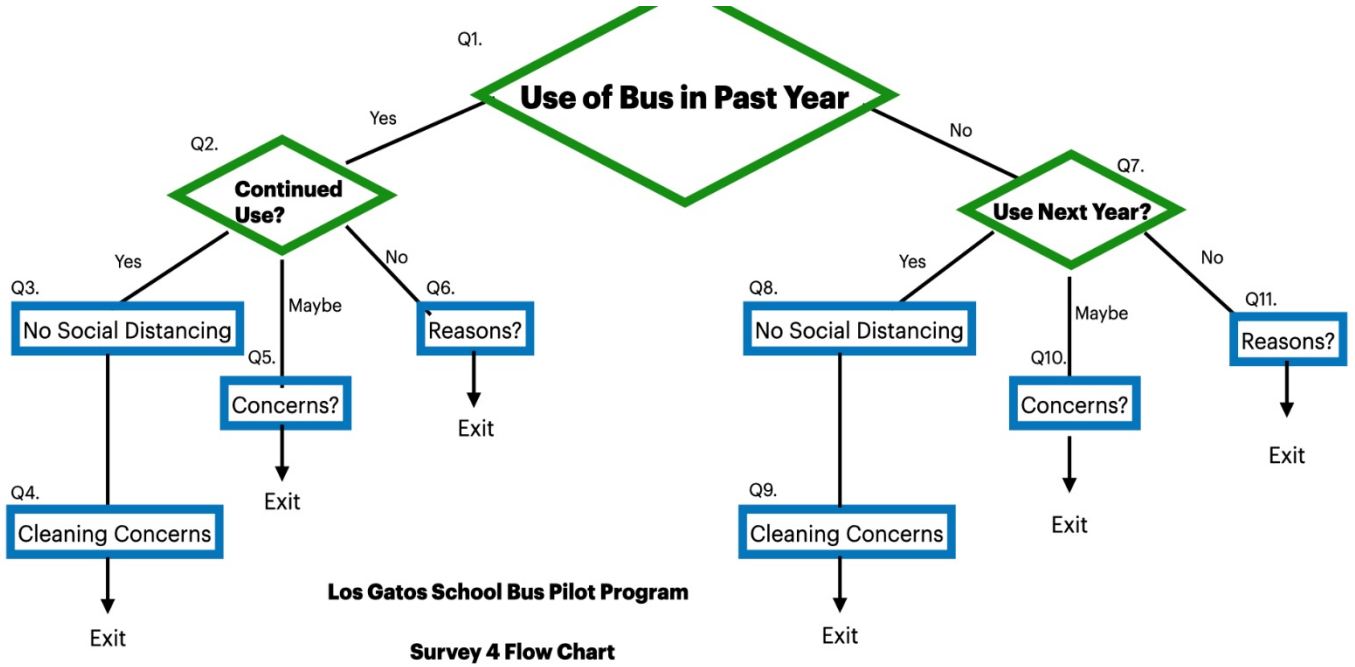 Q1.
Use of Bus in Past Year
Yes
No
Q2.
Continued
Use?
Q7.
Use Next Year?
Yes
Maybe
No
Yes
Maybe
No
Q3.
No Social Distancing
Q5.
Concerns?
Q6.
Reasons?
Exit
Exit
Q4.
Cleaning Concerns
Exit
Q8.
No Social Distancing
Q10.
Concerns?
Q11.
Reasons?
Exit
Exit
Q9.
Cleaning Concerns
Exit
Los Gatos School Bus Pilot Program
Survey 4 Flow Chart